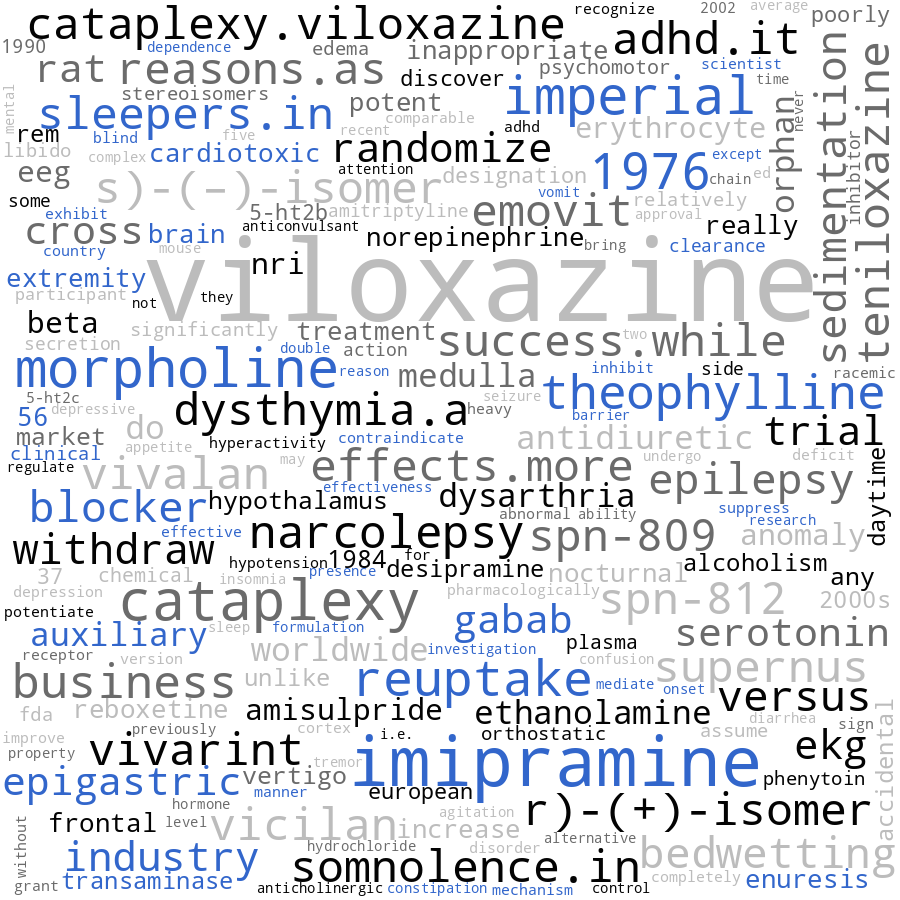 cataplexy.viloxazine
recognize
2002
average
poorly
1990
dependence
edema
inappropriate
adhd.it
rat
reasons.as
discover
psychomotor
scientist
time
mental
stereoisomers
sleepers.in
potent
imperial
never
sedimentation
teniloxazine
rem
blind
five
recent
comparable
adhd
erythrocyte
orphan
inhibitor
libido
complex
cardiotoxic
randomize
1976
except
eeg
s)-(–)-isomer
attention
designation
chain
ed
some
exhibit
5-ht2b
amitriptyline
emovit
vomit
relatively
approval
cross
brain
anticonvulsant
norepinephrine
bring
really
clearance
country
mouse
nri
viloxazine
extremity
participant
not
they
beta
significantly
treatment
success.while
two
secretion
double
action
morpholine
reason
medulla
inhibit
side
racemic
theophylline
5-ht2c
56
depressive
dysthymia.a
heavy
seizure
barrier
market
do
hyperactivity
contraindicate
antidiuretic
trial
clinical
appetite
may
effects.more
undergo
deficit
regulate
vivalan
epilepsy
daytime
blocker
hypothalamus
effectiveness
dysarthria
abnormal
ability
suppress
research
effective
narcolepsy
spn-809
anomaly
withdraw
hypotension
1984
for
desipramine
nocturnal
alcoholism
any
37
chemical
insomnia
presence
depression
cataplexy
pharmacologically
spn-812
2000s
potentiate
auxiliary
sleep
formulation
gabab
plasma
serotonin
receptor
version
worldwide
investigation
confusion
supernus
business
unlike
reuptake
mediate
onset
versus
fda
reboxetine
amisulpride
ethanolamine
diarrhea
sign
improve
previously
cortex
i.e.
orthostatic
assume
ekg
accidental
property
vivarint
tremor
imipramine
epigastric
vertigo
manner
european
phenytoin
hormone
r)-(+)-isomer
without
frontal
level
vicilan
increase
agitation
alternative
industry
hydrochloride
disorder
bedwetting
grant
transaminase
somnolence.in
completely
enuresis
anticholinergic
constipation
mechanism
control